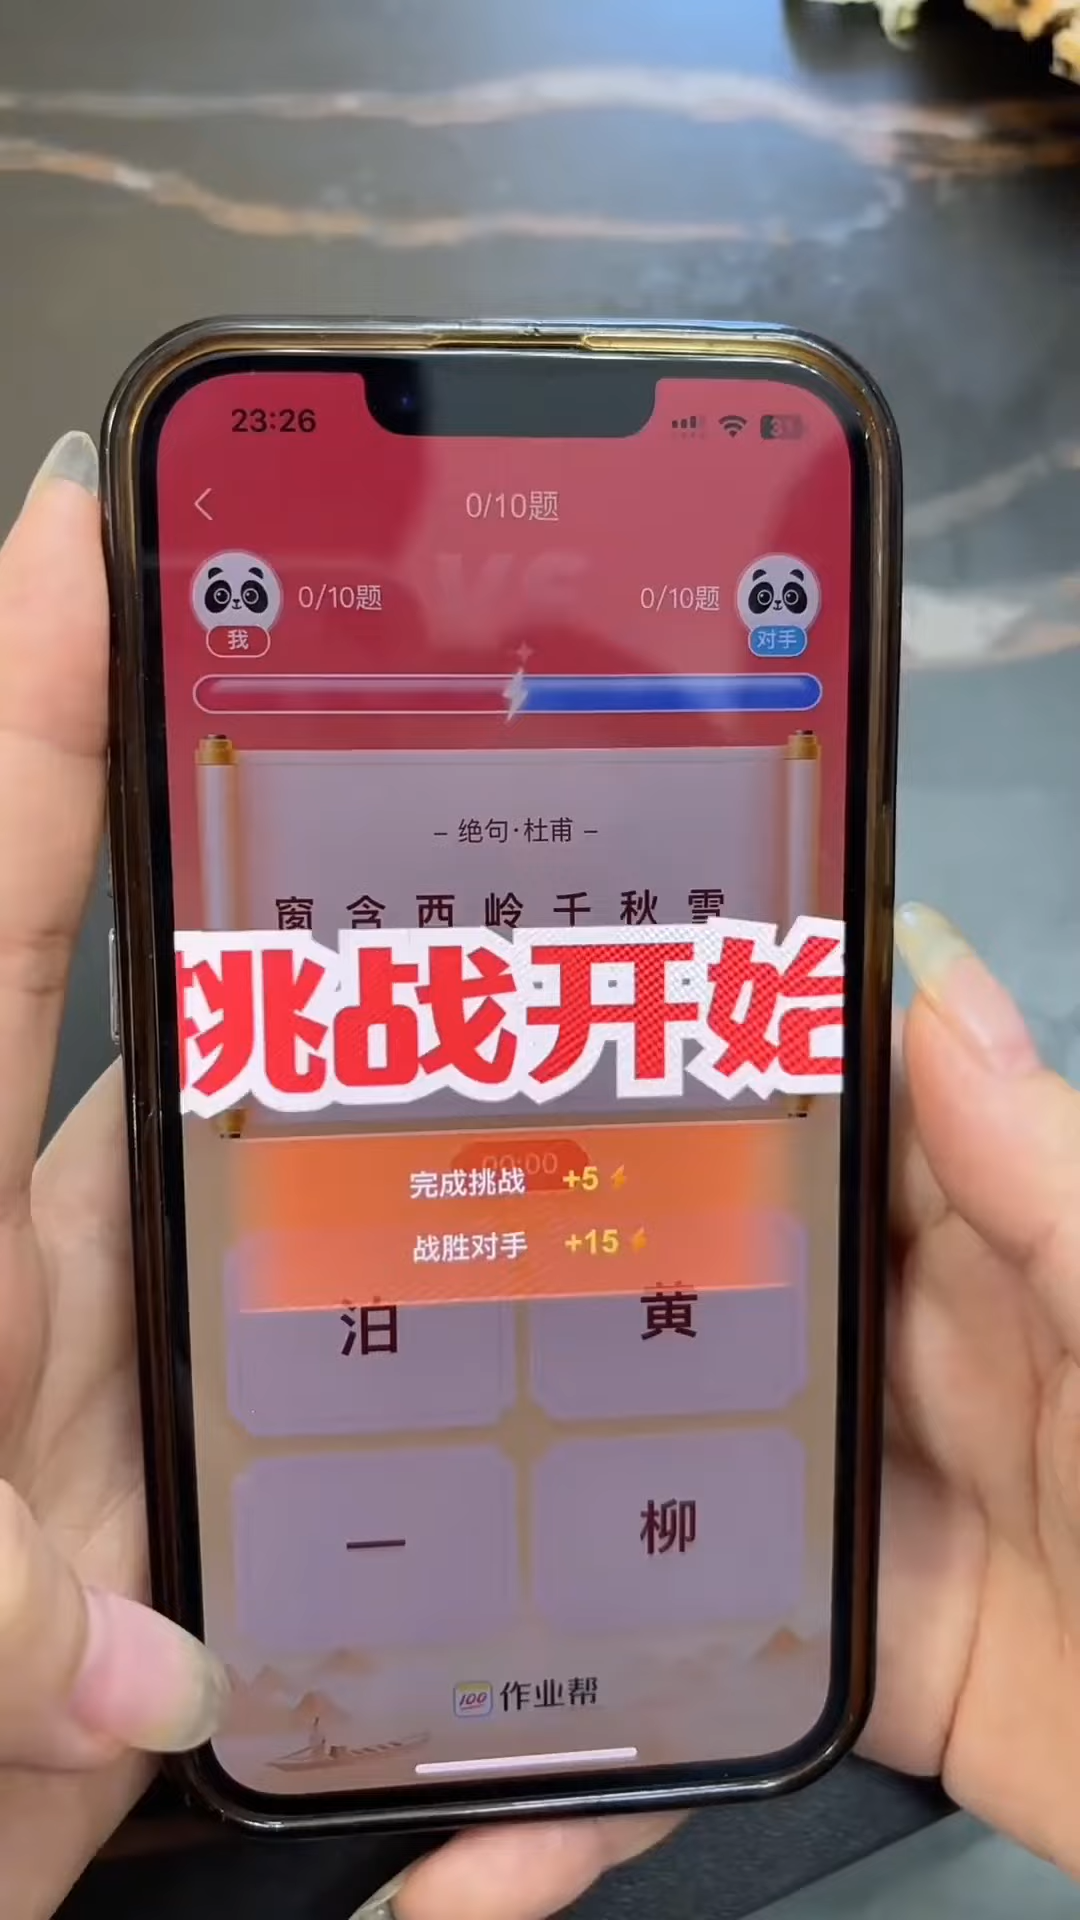 23:26
0/10题
0/10题
0/10题
我
对手
– 绝句·杜甫 –
窗含西岭千秋雪
挑战开始
00:00
完成挑战 +5
战胜对手 +15
泊
黄
一
柳
100 作业帮